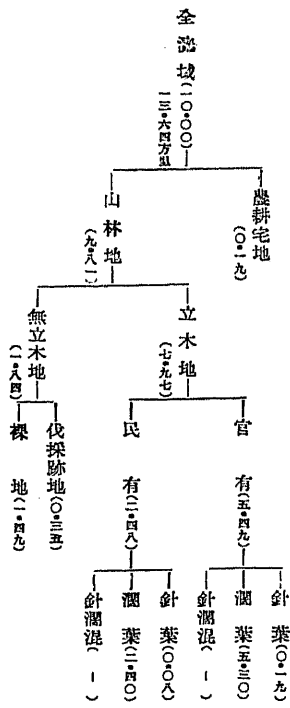 全流域(一〇・〇〇)
一三・六四方里
農耕宅地
(〇・一九)
山林地
(九・八一)
立木地
(七・九七)
無立木地
(一・八四)
官有(五・四九)
民有(二・四八)
伐採跡地(〇・三五)
裸地(一・四九)
針葉(〇・一九)
濶葉(五・三〇)
針濶混(ー)
針葉(〇・〇八)
濶葉(二・四〇)
針濶混(ー)